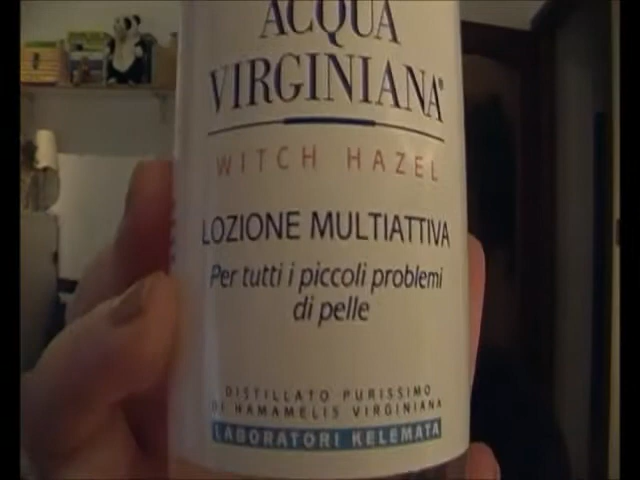 ACQUA
VIRGINIANA®
WITCH HAZEL
LOZIONE MULTIATTIVA
Per tutti i piccoli problemi
di pelle
DISTILLATO PURISSIMO
DI HAMAMELIS VIRGINIANA
LABORATORI KELEMATA